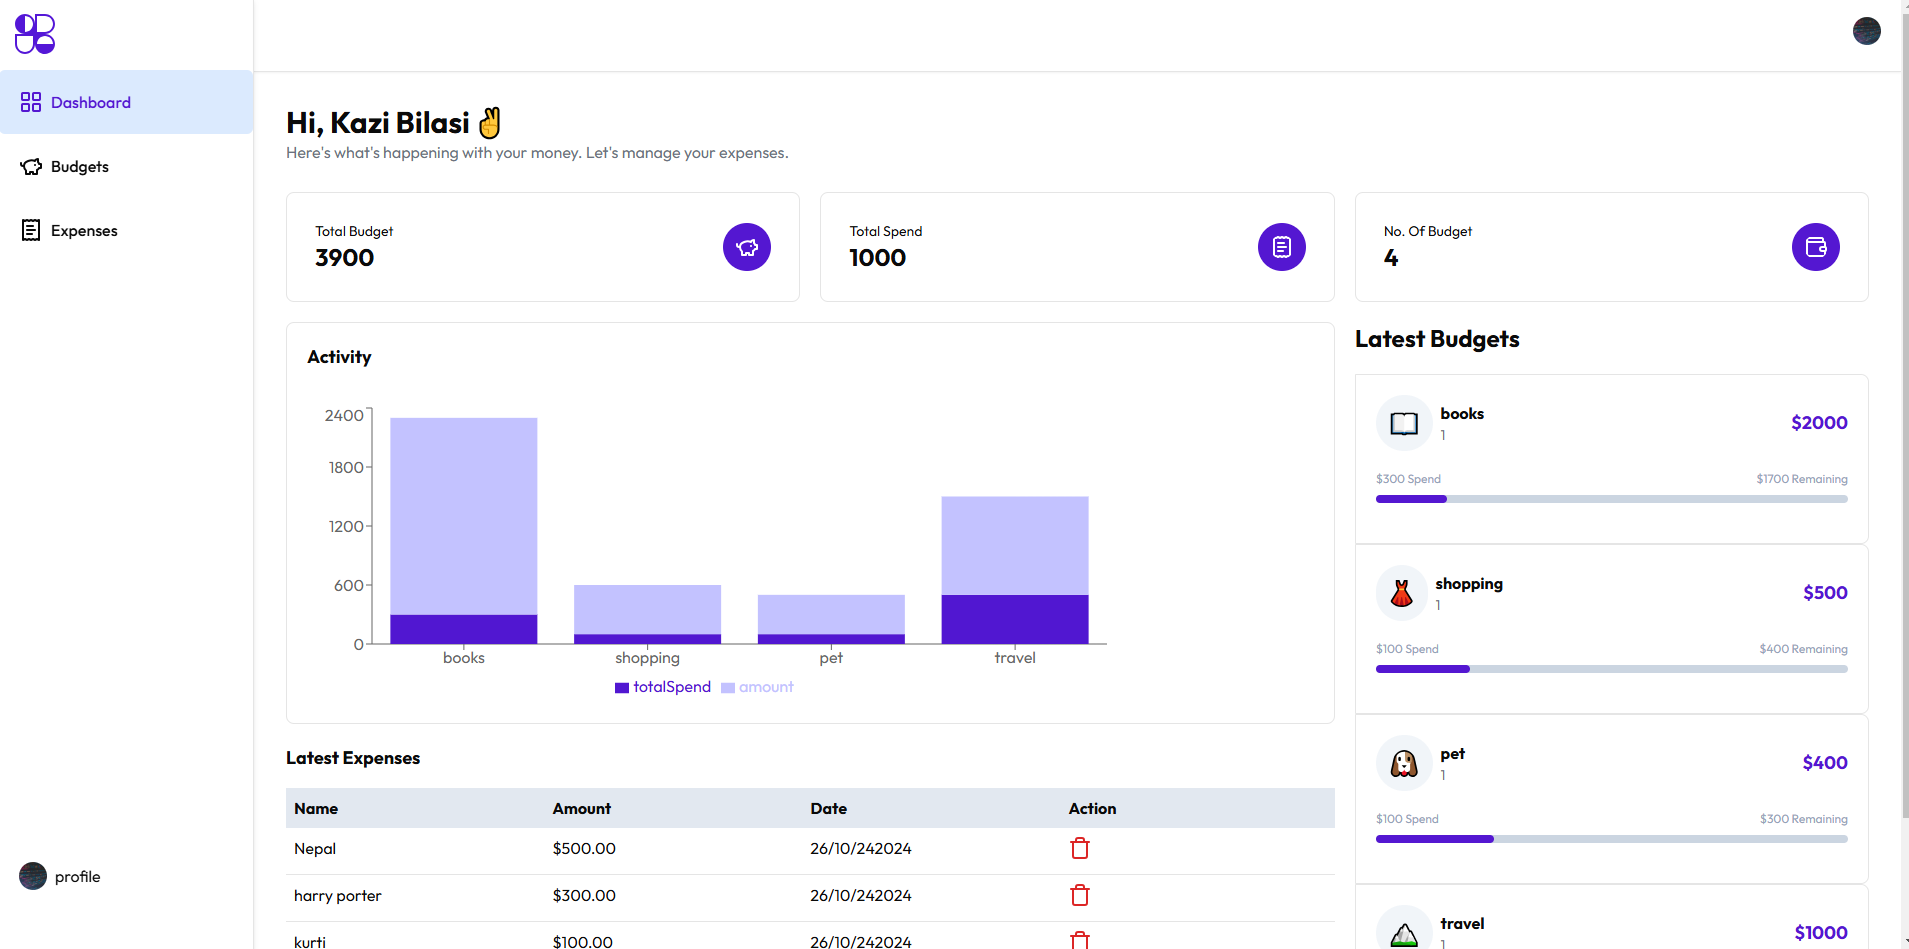 Dashboard
Budgets
Expenses
profile
Hi, Kazi Bilasi ✌️
Here's what's happening with your money. Let's manage your expenses.
Total Budget
3900
Total Spend
1000
No. Of Budget
4
Activity
2400
1800
1200
600
0
books shopping pet travel
totalSpend amount
Latest Expenses
Name Amount Date Action
Nepal $500.00 26/10/242024
harry porter $300.00 26/10/242024
kurti $100.00 26/10/242024
Latest Budgets
books
1
$2000
$300 Spend $1700 Remaining
shopping
1
$500
$100 Spend $400 Remaining
pet
1
$400
$100 Spend $300 Remaining
travel
1
$1000